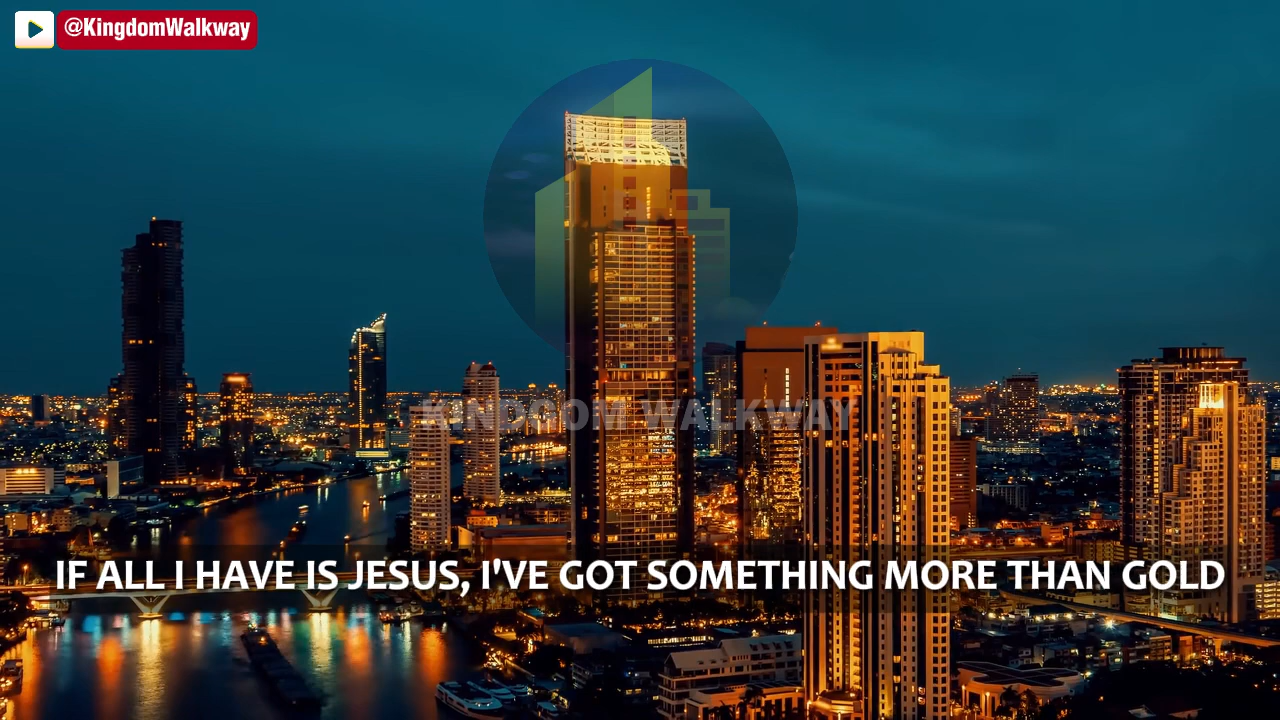 @KingdomWalkway
KINGDOM WALKWAY
IF ALL I HAVE IS JESUS, I'VE GOT SOMETHING MORE THAN GOLD